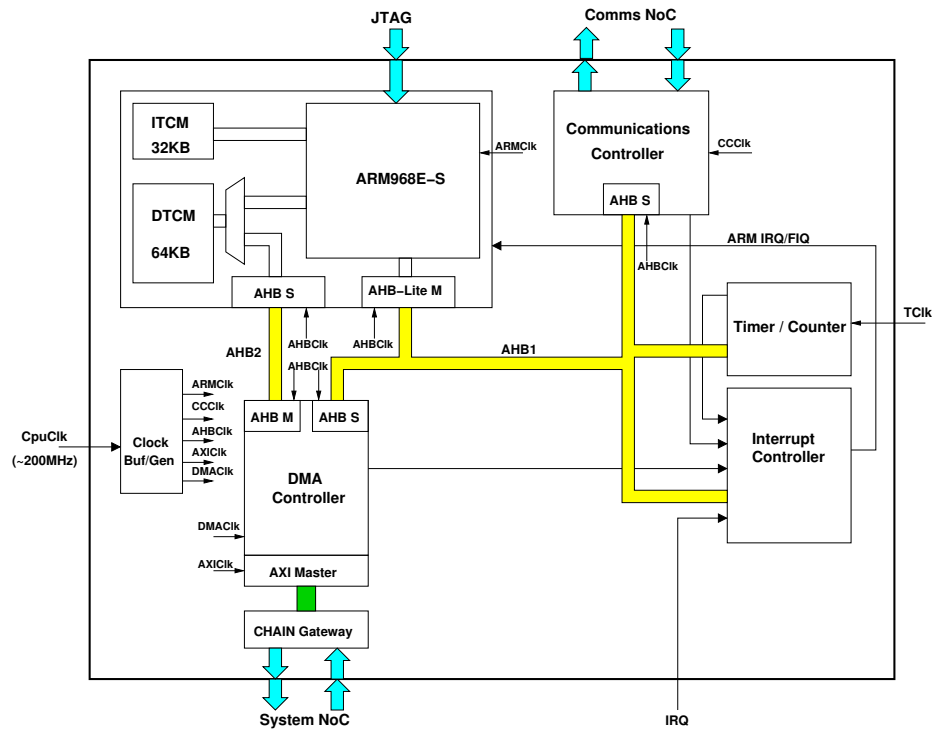 JTAG
Comms NoC
ITCM
32KB
ARM968E-S
ARMClk
Communications
Controller
CCClk
AHB S
DTCM
64KB
ARM IRQ/FIQ
AHBClk
AHB S
AHB-Lite M
Timer / Counter
TClk
AHBClk
AHBClk
AHB2
AHB1
AHBClk
ARMClk
CCClk
AHBClk
AXIClk
DMAClk
CpuClk
(~200MHz)
Clock
Buf/Gen
AHB M
AHB S
DMA
Controller
Interrupt
Controller
DMAClk
AXIClk
AXI Master
CHAIN Gateway
System NoC
IRQ